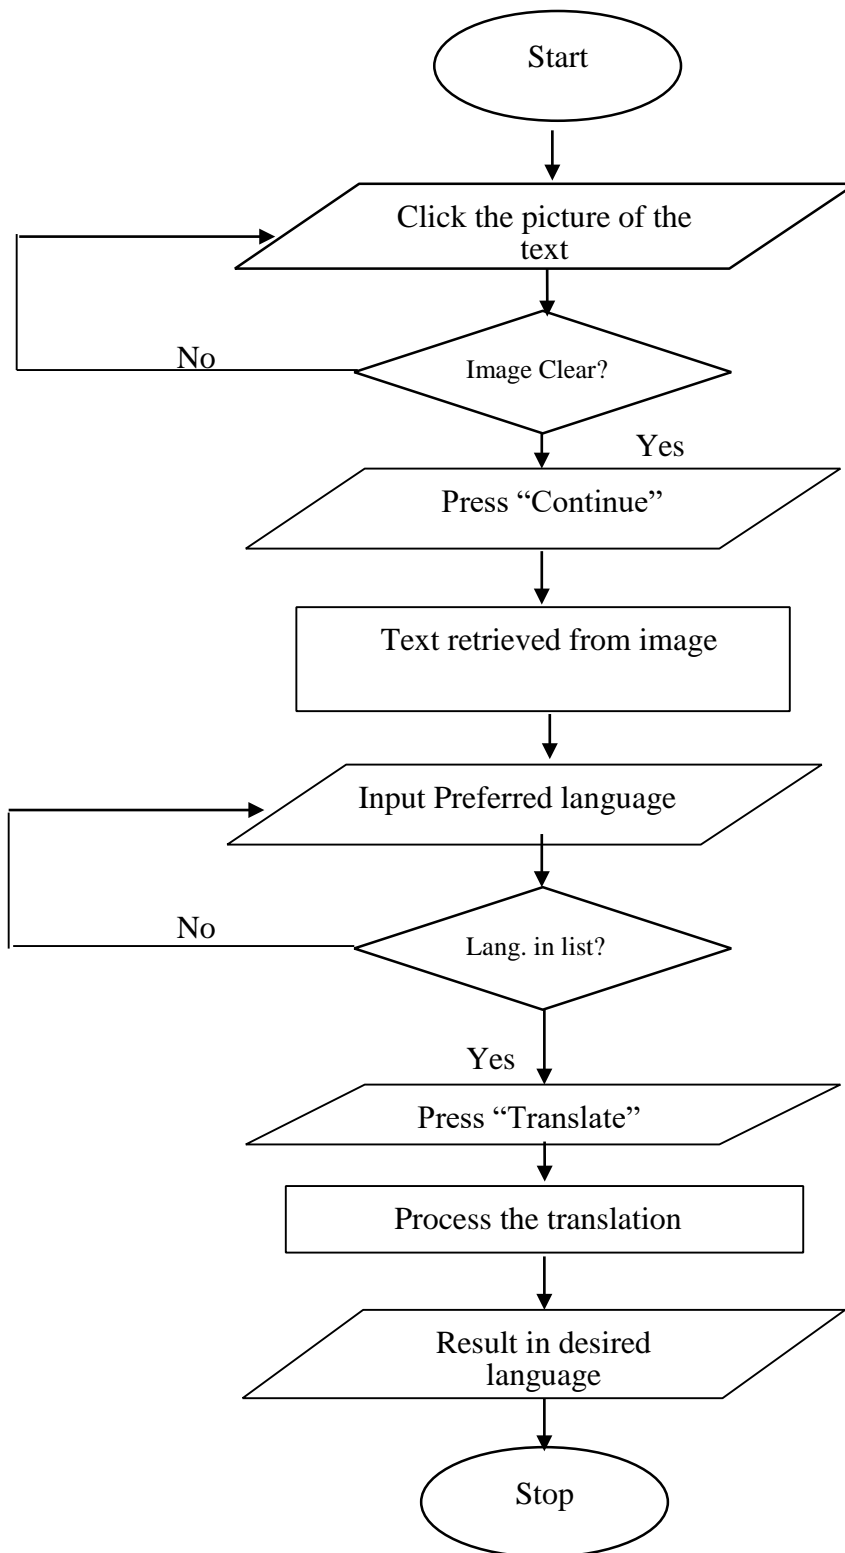 Start
Click the picture of the
text
No
Image Clear?
Yes
Press “Continue”
Text retrieved from image
Input Preferred language
No
Lang. in list?
Yes
Press “Translate”
Process the translation
Result in desired
language
Stop